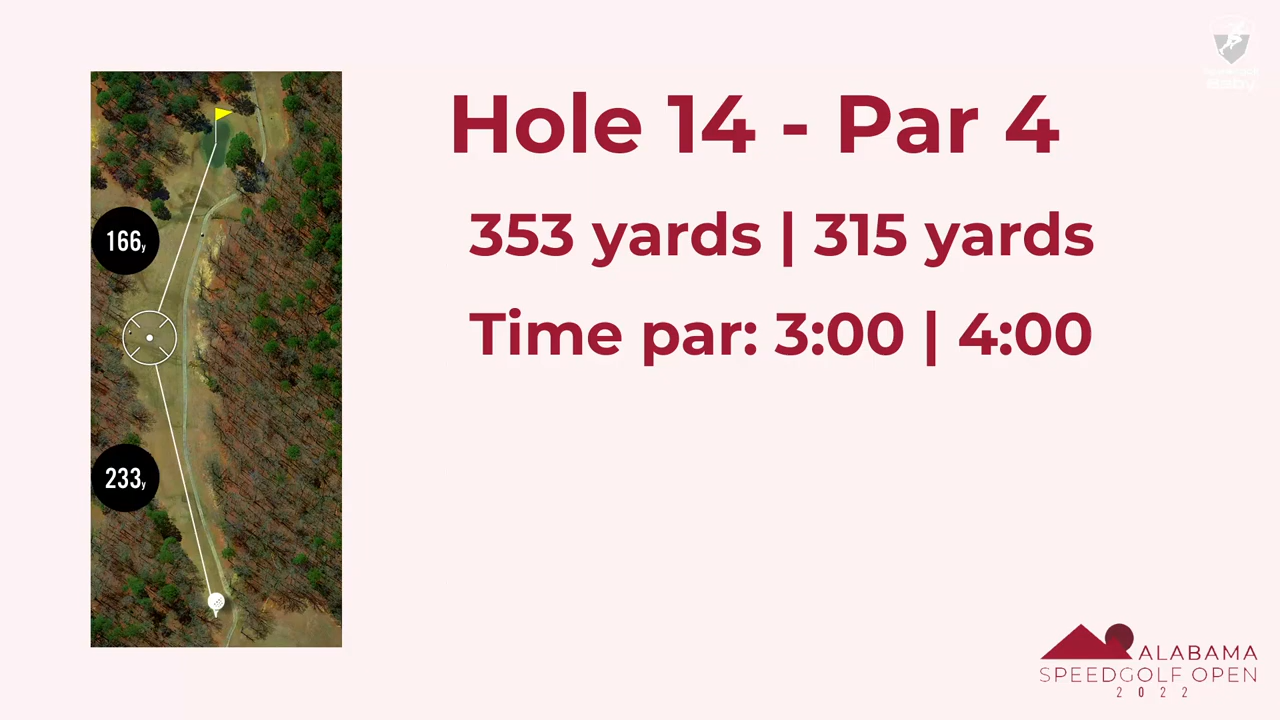 Hole 14 - Par 4
353 yards | 315 yards
Time par: 3:00 | 4:00
166y
233y
ALABAMA
SPEEDGOLF OPEN
2022